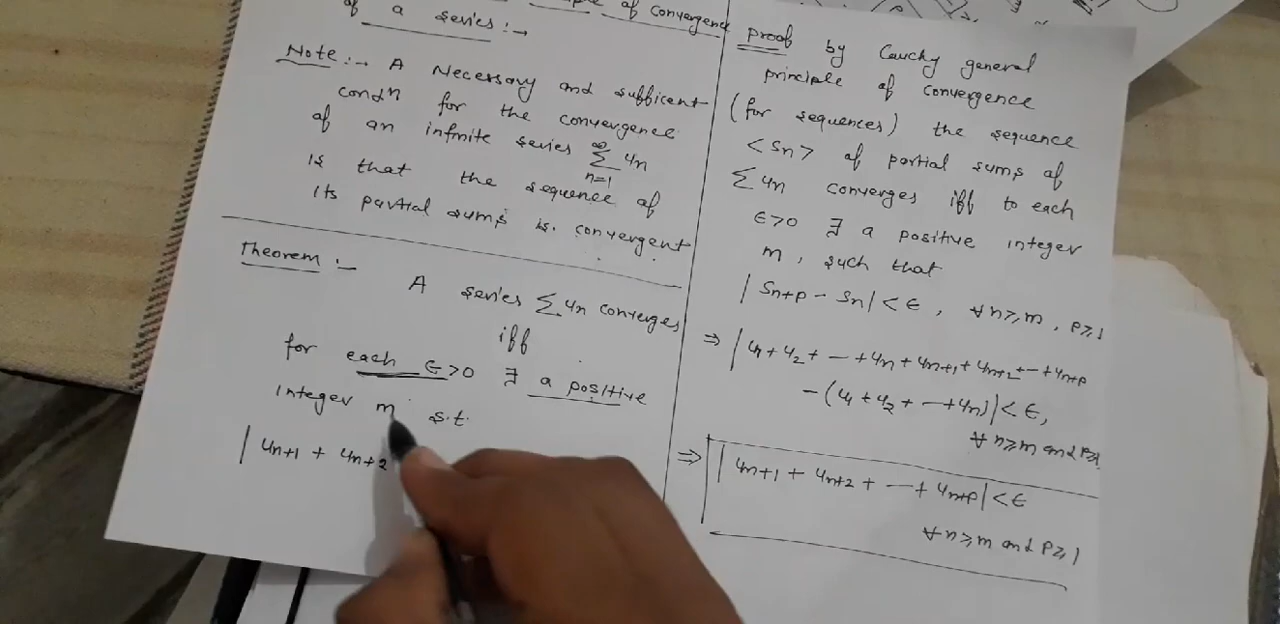 of convergence
of a series :→
Note :→ A Necessary and sufficent
condn for the convergence
of an infnite series ∞∑n=1 un
is that the sequence of
its partial sums is convergent
Theorem :-
A series ∑un converges
iff
for each ε>0 ∃ a positive
integer m s.t.
| un+1 + un+2
proof by Cauchy general
principle of convergence
(for sequences) the sequence
<Sn> of partial sums of
∑un converges iff to each
ε>0 ∃ a positive integer
m, such that
|Sn+p - Sn| < ε, ∀ n≥m, p≥1
⇒ |u1 + u2 + --- + un + un+1 + un+2 + --- + un+p
- (u1 + u2 + --- + un)| < ε,
∀ n≥m and p≥1
⇒ |un+1 + un+2 + --- + un+p| < ε
∀ n≥m and p≥1